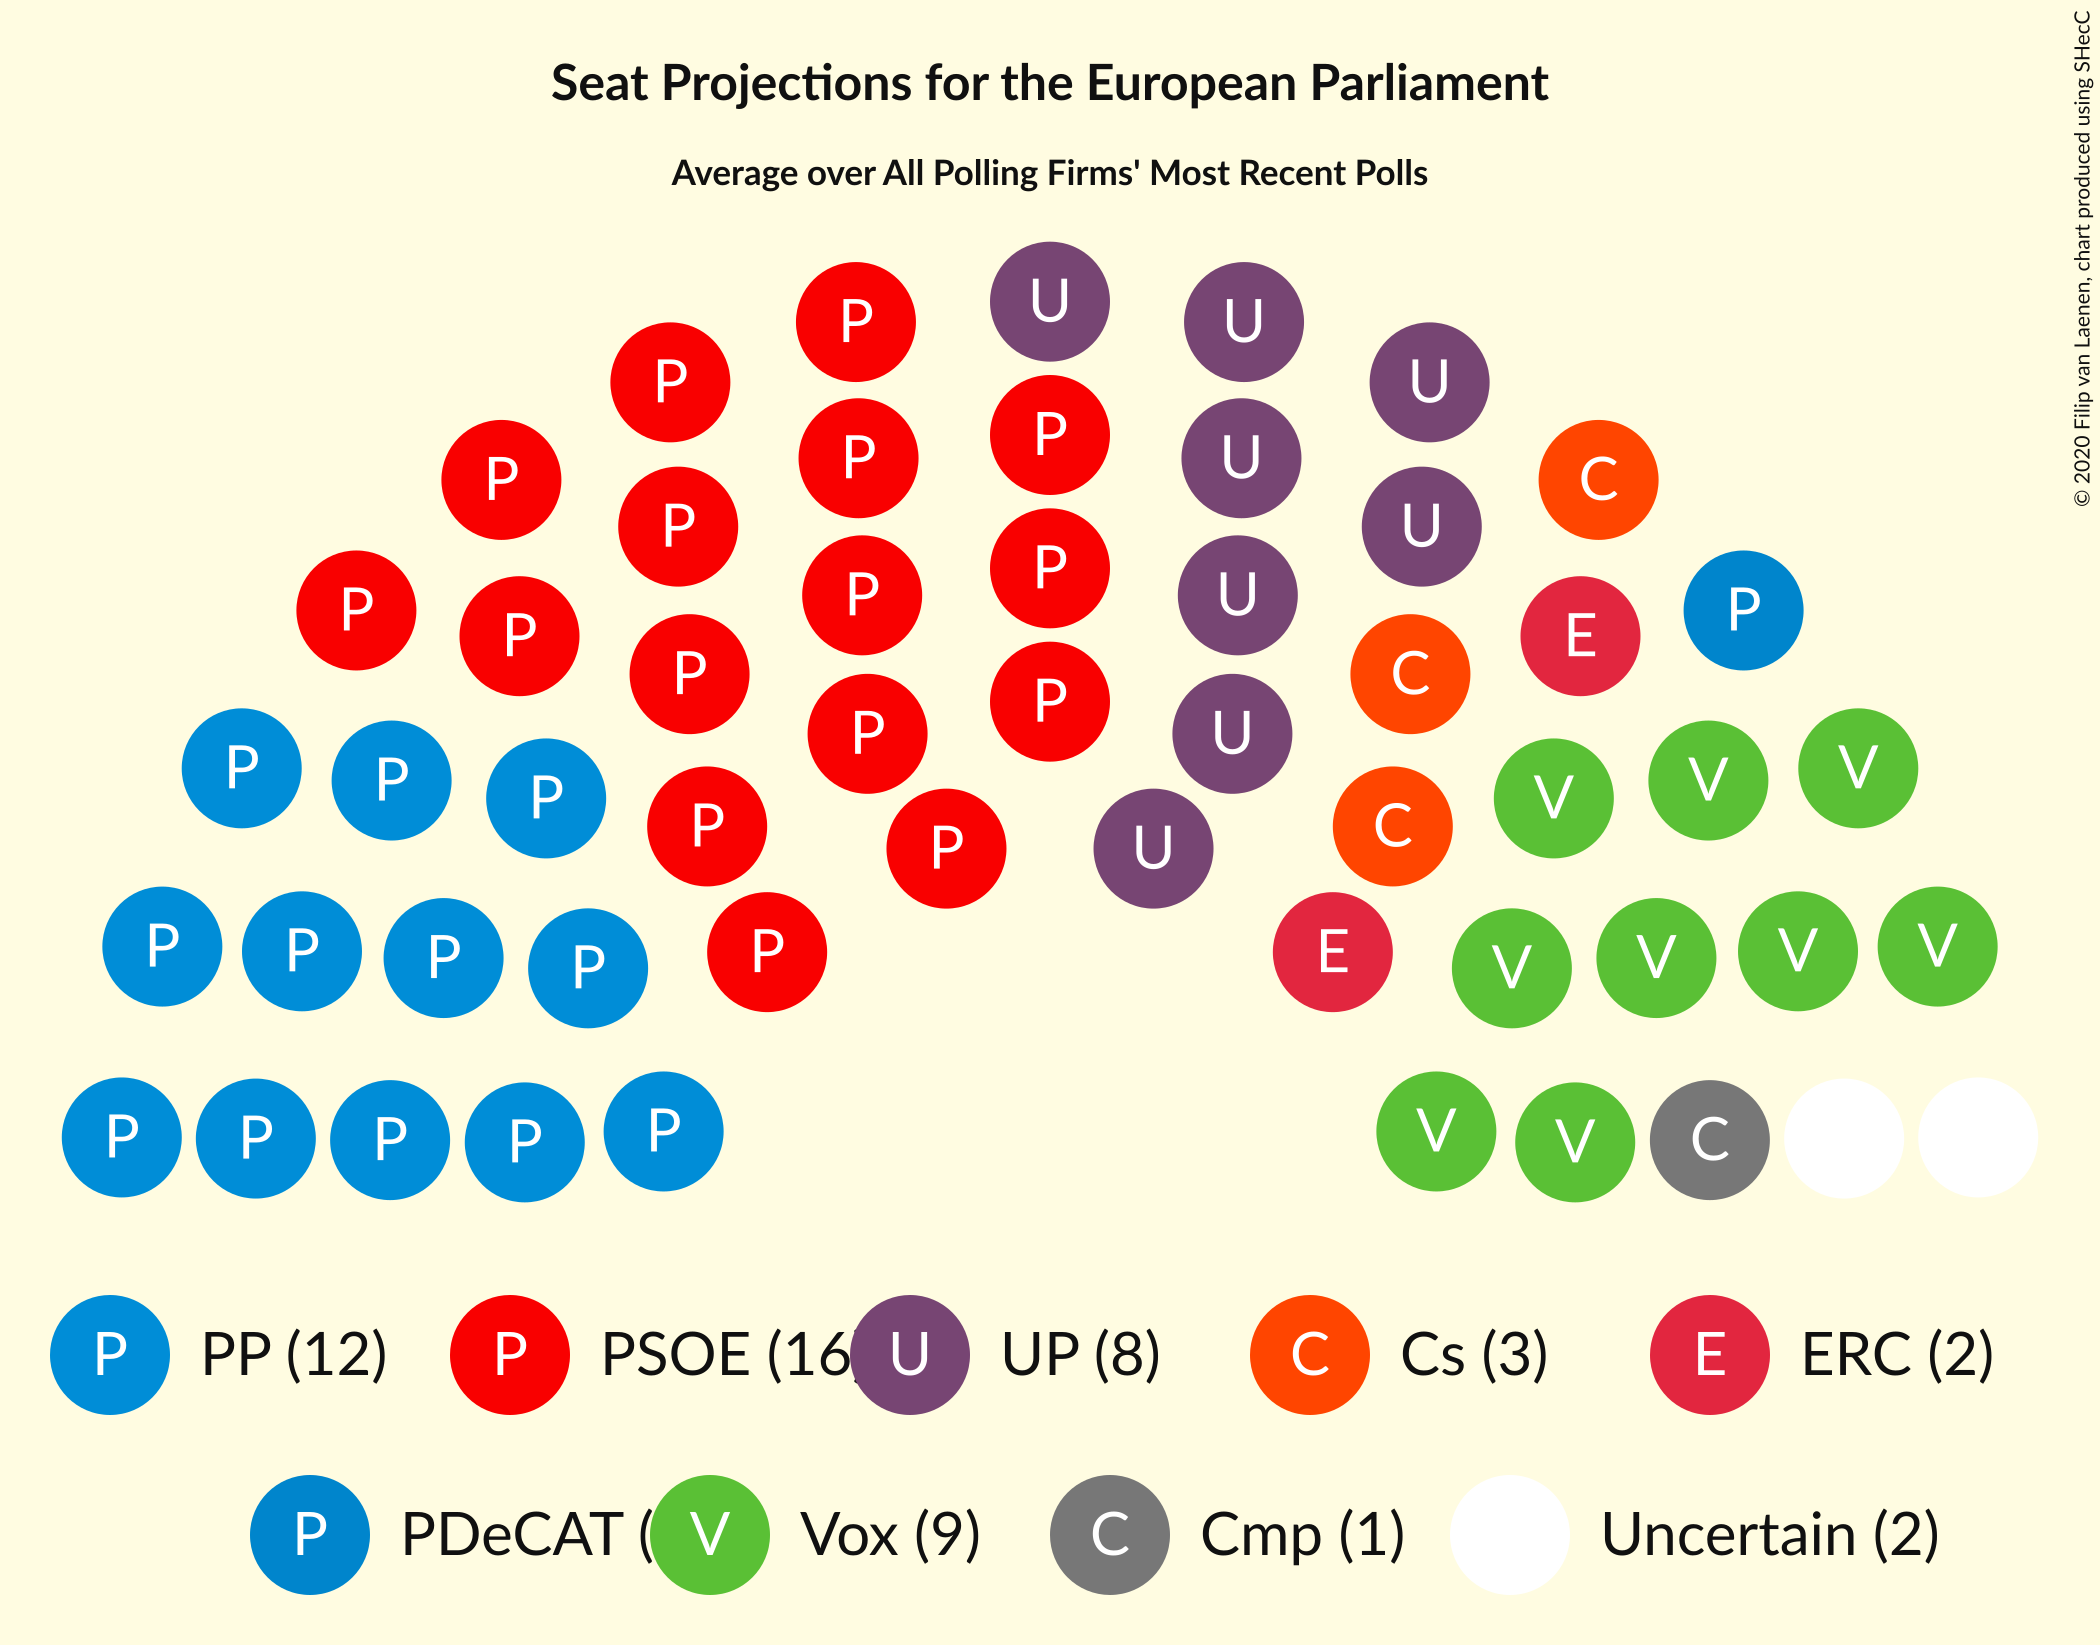 Seat Projections for the European Parliament
Average over All Polling Firms' Most Recent Polls
© 2020 Filip van Laenen, chart produced using SHecC
U
P U
P U
P
P U
P C
P U
P
P P
P U
P E P
P
P C
P
P U
P V
P V
P V
P C
P U
P P P P P E V V V V
P P P P P V V C
P PP (12) P PSOE (16 U UP (8) C Cs (3) E ERC (2)
P PDeCAT ( V Vox (9) C Cmp (1) Uncertain (2)